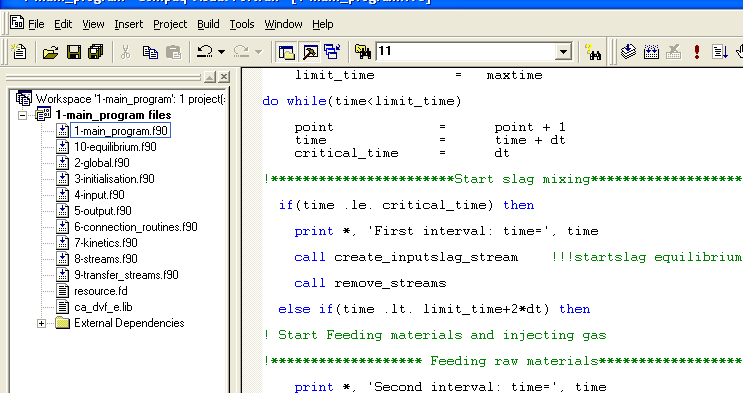 File Edit View Insert Project Build Tools Window Help
11
Workspace '1-main_program': 1 project(
1-main_program files
1-main_program.f90
10-equilibrium.f90
2-global.f90
3-initialisation.f90
4-input.f90
5-output.f90
6-connection_routines.f90
7-kinetics.f90
8-streams.f90
9-transfer_streams.f90
resource.fd
ca_dvf_e.lib
External Dependencies
limit_time = maxtime
do while(time<limit_time)
point = point + 1
time = time + dt
critical_time = dt
!***********************Start slag mixing*******************
if(time .le. critical_time) then
print *, 'First interval: time=', time
call create_inputslag_stream !!!startslag equilibrium
call remove_streams
else if(time .lt. limit_time+2*dt) then
! Start Feeding materials and injecting gas
!******************* Feeding raw materials******************
print *, 'Second interval: time=', time